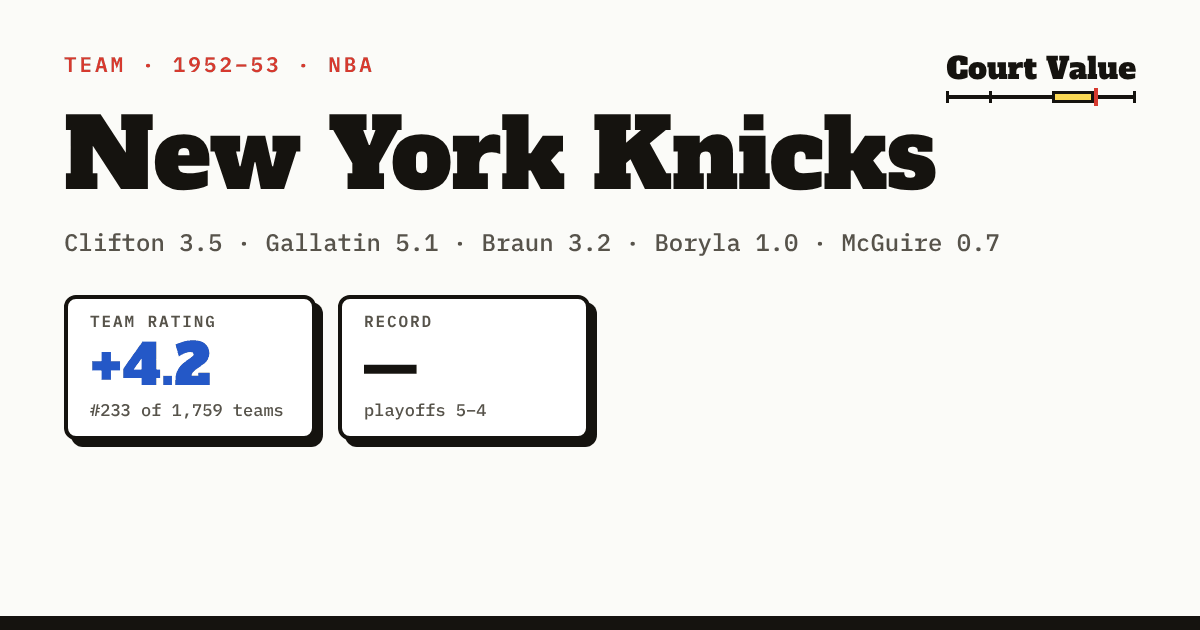 TEAM · 1952–53 · NBA
Court Value
New York Knicks
Clifton 3.5 · Gallatin 5.1 · Braun 3.2 · Boryla 1.0 · McGuire 0.7
TEAM RATING
+4.2
#233 of 1,759 teams
RECORD
—
playoffs 5–4